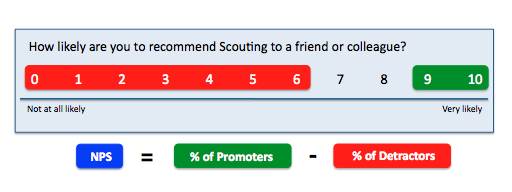 How likely are you to recommend Scouting to a friend or colleague?
0 1 2 3 4 5 6 7 8 9 10
Not at all likely Very likely
NPS = % of Promoters - % of Detractors